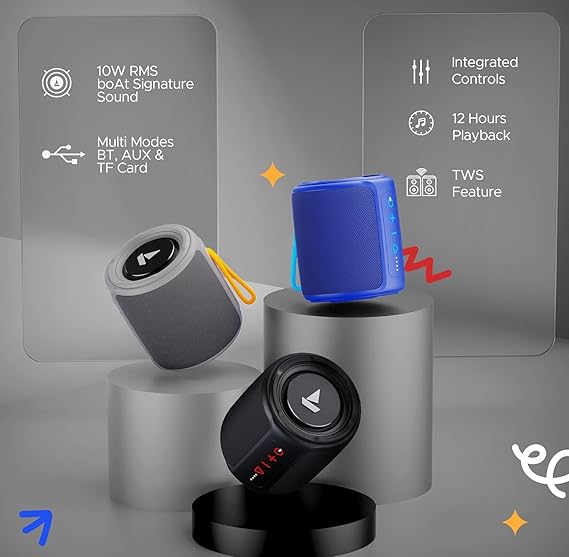 10W RMS
boAt Signature
Sound
Multi Modes
BT, AUX &
TF Card
Integrated
Controls
12 Hours
Playback
TWS
Feature